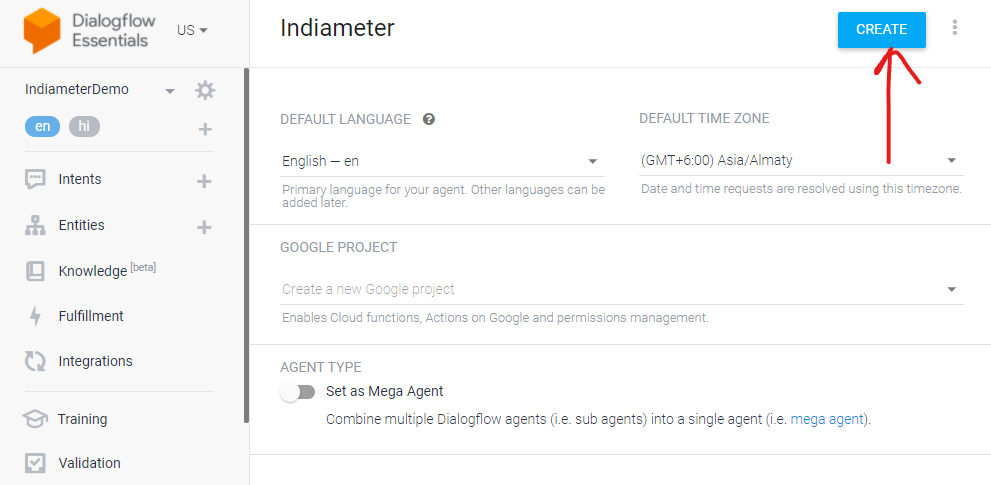 Dialogflow
Essentials
US
Indiameter
CREATE
IndiameterDemo
en
hi
DEFAULT LANGUAGE
DEFAULT TIME ZONE
English — en
(GMT+6:00) Asia/Almaty
Primary language for your agent. Other languages can be
added later.
Date and time requests are resolved using this timezone.
Intents
Entities
Knowledge [beta]
Fulfillment
Integrations
Training
Validation
GOOGLE PROJECT
Create a new Google project
Enables Cloud functions, Actions on Google and permissions management.
AGENT TYPE
Set as Mega Agent
Combine multiple Dialogflow agents (i.e. sub agents) into a single agent (i.e. mega agent).